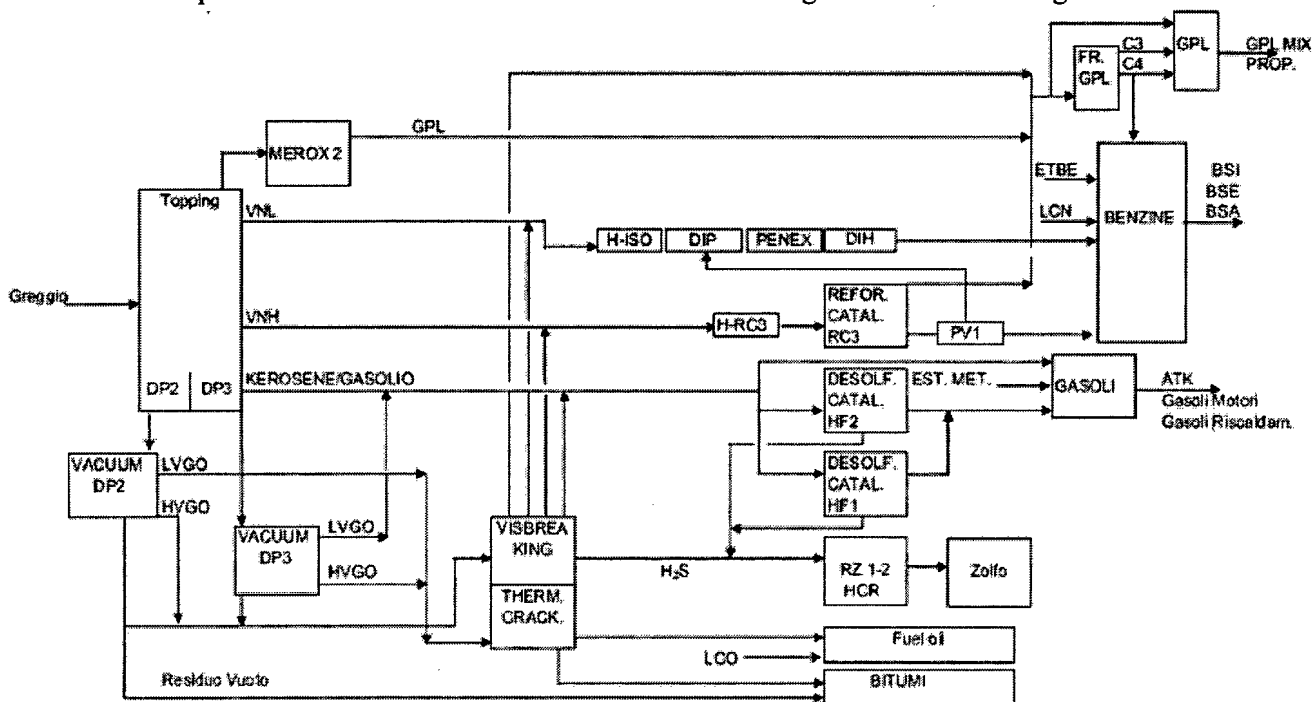 C3
GPL
GPL MIX
FR.
C4
PROP.
GPL
GPL
MEROX 2
Topping
ETBE
BSI
VNL
BSE
LCN
BENZINE
BSA
H-ISO
DIP
PENEX
DIH
Greggio
VNH
REFOR.
H-RC3
CATAL.
RC3
PV1
DP2
DP3
KEROSENE/GASOLIO
DESOLF.
EST. MET.
GASOLI
ATK
CATAL.
Gasoli Motori
HF2
Gasoli Riscaldam.
VACUUM
LVGO
DP2
DESOLF.
HVGO
CATAL.
HF1
VACUUM
LVGO
VISBREA
DP3
KING
HVGO
H₂S
RZ 1-2
Zolfo
HCR
THERM.
CRACK.
Fuel oil
LCO
Residuo Vuoto
BITUMI